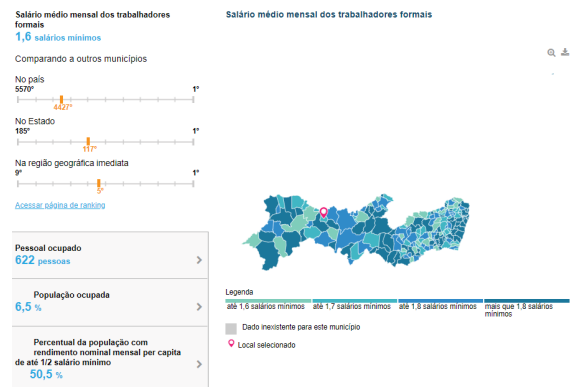 Salário médio mensal dos trabalhadores
formais
1,6 salários mínimos
Comparando a outros municípios
No país
5570º 1º
4427º
No Estado
185º 1º
117º
Na região geográfica imediata
9º 1º
5º
Acessar página de ranking
Pessoal ocupado
622 pessoas
População ocupada
6,5 %
Percentual da população com
rendimento nominal mensal per capita
de até 1/2 salário mínimo
50,5 %
Salário médio mensal dos trabalhadores formais
Legenda
até 1,6 salários mínimos até 1,7 salários mínimos até 1,8 salários mínimos mais que 1,8 salários
mínimos
Dado inexistente para este município
Local selecionado